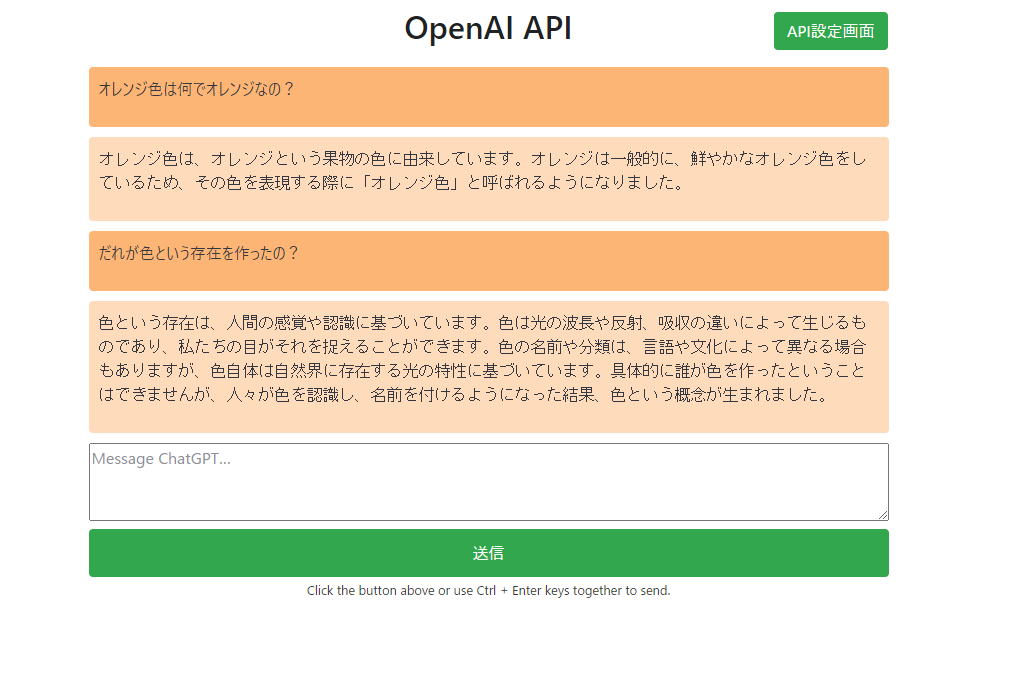 OpenAI API
API設定画面
オレンジ色は何でオレンジなの？
オレンジ色は、オレンジという果物の色に由来しています。オレンジは一般的に、鮮やかなオレンジ色をし
ているため、その色を表現する際に「オレンジ色」と呼ばれるようになりました。
だれが色という存在を作ったの？
色という存在は、人間の感覚や認識に基づいています。色は光の波長や反射、吸収の違いによって生じるも
のであり、私たちの目がそれを捉えることができます。色の名前や分類は、言語や文化によって異なる場合
もありますが、色自体は自然界に存在する光の特性に基づいています。具体的に誰が色を作ったということ
はできませんが、人々が色を認識し、名前を付けるようになった結果、色という概念が生まれました。
Message ChatGPT...
送信
Click the button above or use Ctrl + Enter keys together to send.